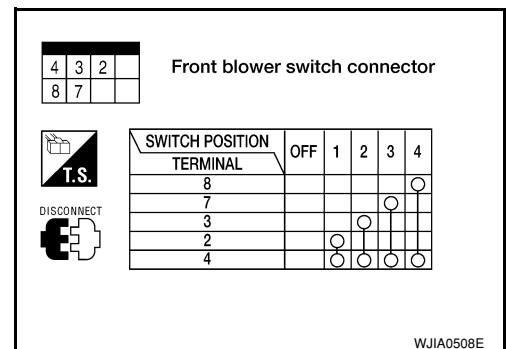 Front blower switch connector
4 3 2
8 7
T.S.
DISCONNECT
SWITCH POSITION OFF 1 2 3 4
TERMINAL
8
7
3
2
4
WJIA0508E